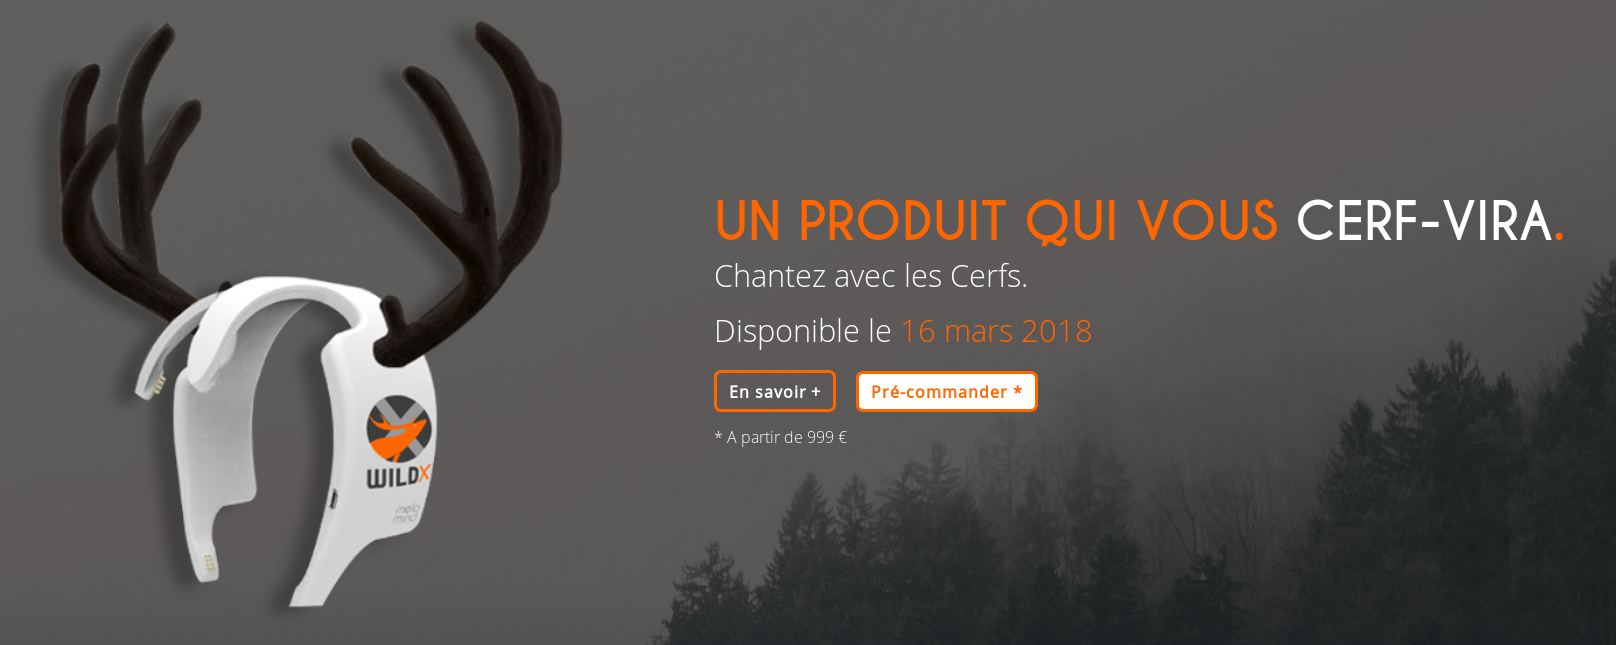 UN PRODUIT QUI VOUS CERF-VIRA.
Chantez avec les Cerfs.
Disponible le 16 mars 2018
En savoir +
Pré-commander *
* A partir de 999 €
WILDX
melo
mind